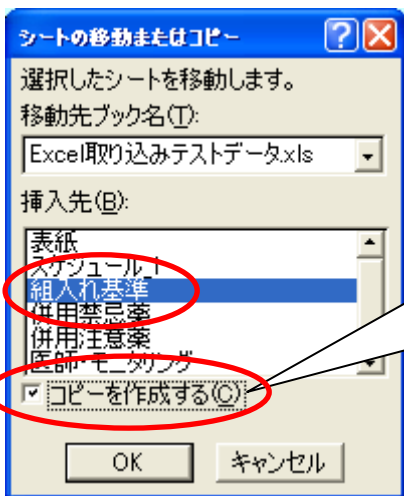 シートの移動またはコピー
選択したシートを移動します。
移動先ブック名(T):
Excel取り込みテストデータ.xls
挿入先(B):
表紙
スケジュール_1
組入れ基準
併用禁忌薬
併用注意薬
医師・モニタリング
コピーを作成する(C)
OK
キャンセル